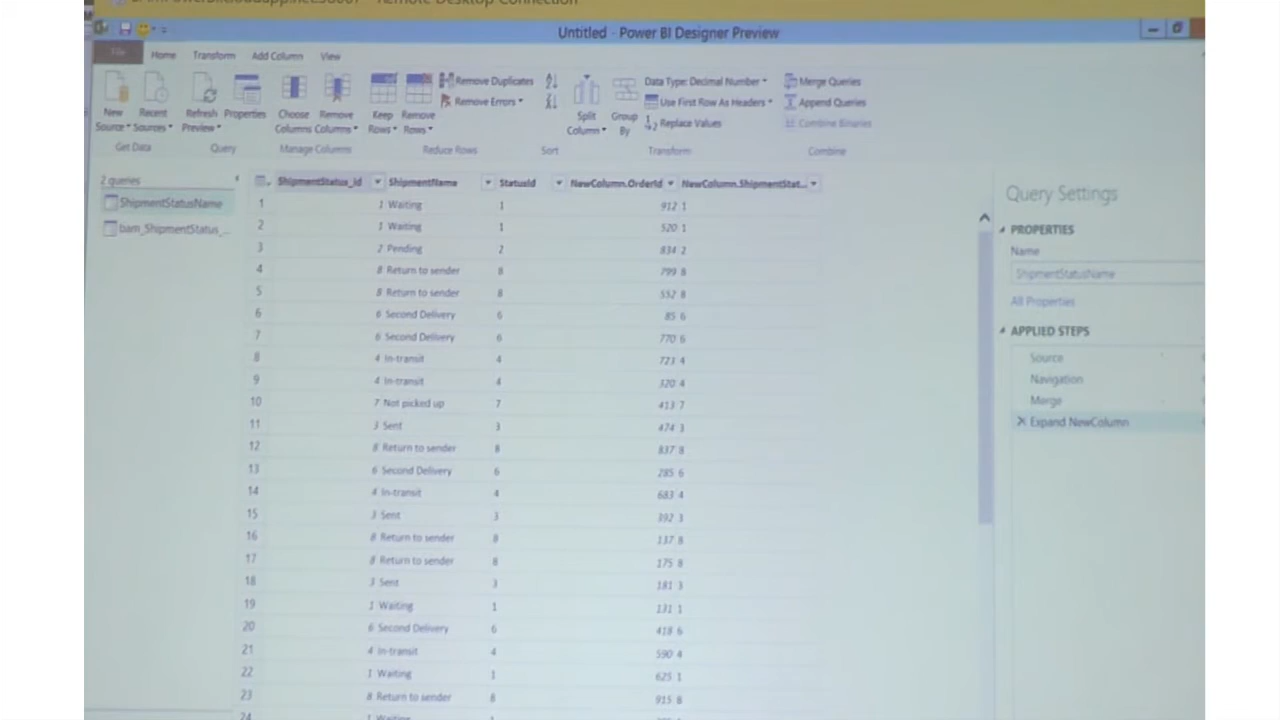 Remote Desktop Connection
Untitled - Power BI Designer Preview
File Home Transform Add Column View
New Source Recent Sources Refresh Preview Properties Choose Columns Remove Columns Keep Rows Remove Rows
Remove Duplicates
Remove Errors
Split Column Group By
Data Type: Decimal Number
Use First Row As Headers
Replace Values
Merge Queries
Append Queries
Combine Binaries
Get Data Query Manage Columns Reduce Rows Sort Transform Combine
2 queries
ShipmentStatusName
bam_ShipmentStatus_...
ShipmentStatus_Id ShipmentName StatusId NewColumn.OrderId NewColumn.ShipmentStat...
1 1 Waiting 1 912 1
2 1 Waiting 1 520 1
3 2 Pending 2 834 2
4 8 Return to sender 8 799 8
5 8 Return to sender 8 552 8
6 6 Second Delivery 6 85 6
7 6 Second Delivery 6 770 6
8 4 In-transit 4 723 4
9 4 In-transit 4 320 4
10 7 Not picked up 7 413 7
11 3 Sent 3 474 3
12 8 Return to sender 8 837 8
13 6 Second Delivery 6 285 6
14 4 In-transit 4 683 4
15 3 Sent 3 392 3
16 8 Return to sender 8 137 8
17 8 Return to sender 8 175 8
18 3 Sent 3 181 3
19 1 Waiting 1 131 1
20 6 Second Delivery 6 418 6
21 4 In-transit 4 590 4
22 1 Waiting 1 625 1
23 8 Return to sender 8 915 8
24 1 Waiting
Query Settings
PROPERTIES
Name
ShipmentStatusName
All Properties
APPLIED STEPS
Source
Navigation
Merge
Expand NewColumn